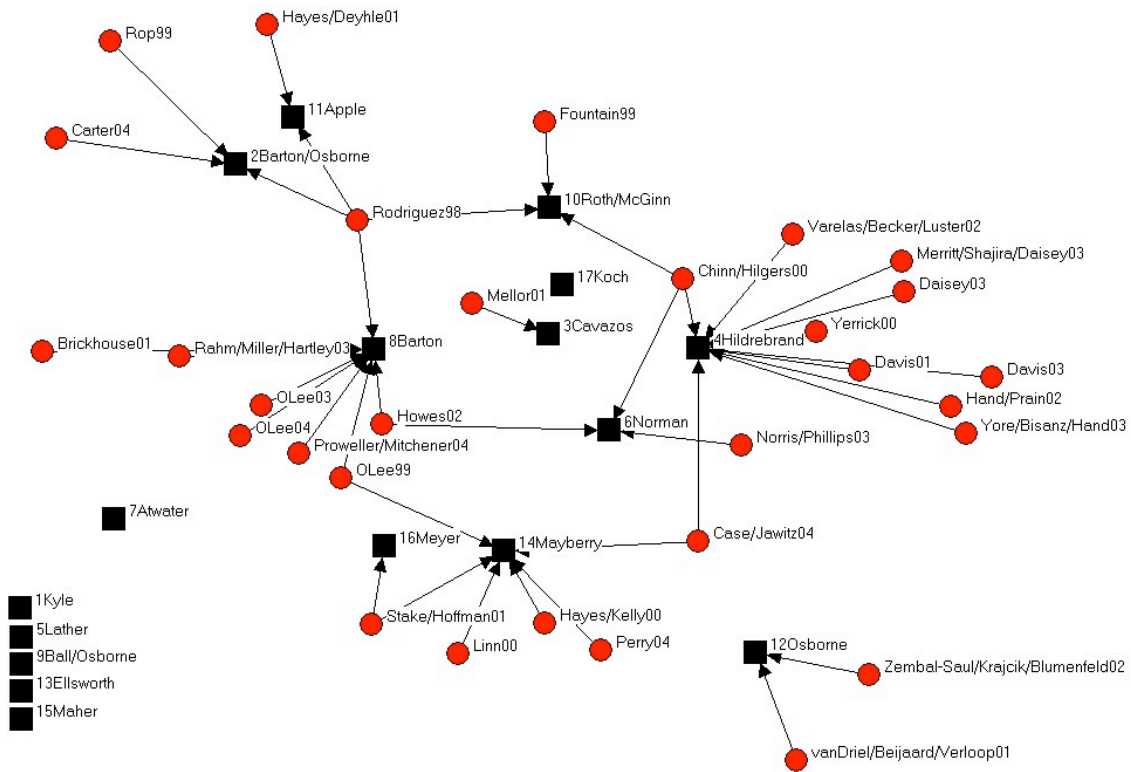 Hayes/Deyhle01
Rop99
11Apple
Fountain99
Carter04
2Barton/Osborne
10Roth/McGinn
Rodriguez98
Varelas/Becker/Luster02
Merritt/Shajira/Daisey03
Chinn/Hilgers00
17Koch
Daisey03
Mellor01
3Cavazos
Yerrick00
4Hildrebrand
8Barton
Brickhouse01
Rahm/Miller/Hartley03
Davis01
Davis03
OLee03
Hand/Prain02
Howes02
6Norman
OLee04
Yore/Bisanz/Hand03
Proweller/Mitchener04
Norris/Phillips03
OLee99
7Atwater
16Meyer
14Mayberry
Case/Jawitz04
1Kyle
Stake/Hoffman01
Hayes/Kelly00
5Lather
Linn00
Perry04
12Osborne
9Ball/Osborne
Zembal-Saul/Krajcik/Blumenfeld02
13Ellsworth
15Maher
vanDriel/Beijaard/Verloop01